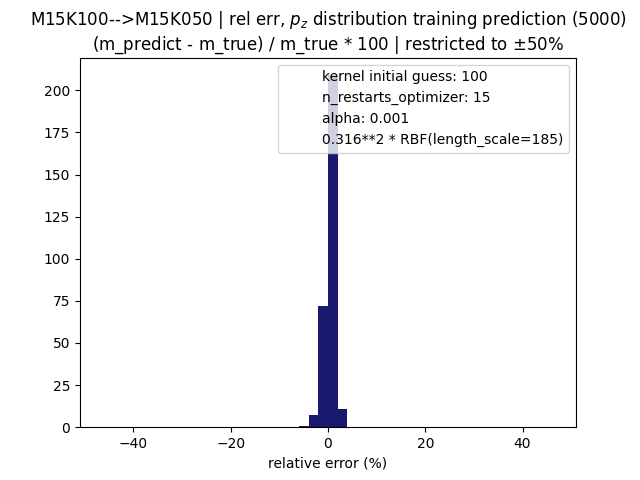 M15K100-->M15K050 | rel err, p_z distribution training prediction (5000)
(m_predict - m_true) / m_true * 100 | restricted to ±50%
kernel initial guess: 100
n_restarts_optimizer: 15
alpha: 0.001
0.316**2 * RBF(length_scale=185)
200
175
150
125
100
75
50
25
0
−40 −20 0 20 40
relative error (%)